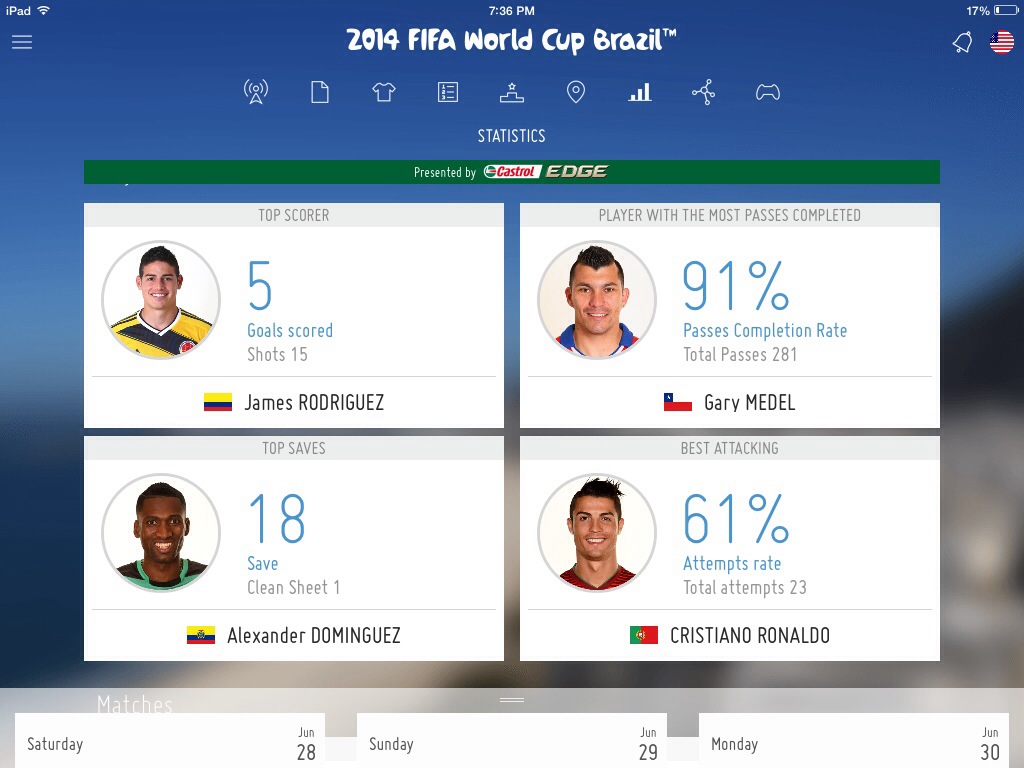 iPad 7:36 PM 17%
2014 FIFA World Cup Brazil™
STATISTICS
Presented by Castrol EDGE
TOP SCORER
5
Goals scored
Shots 15
James RODRIGUEZ
PLAYER WITH THE MOST PASSES COMPLETED
91%
Passes Completion Rate
Total Passes 281
Gary MEDEL
TOP SAVES
18
Save
Clean Sheet 1
Alexander DOMINGUEZ
BEST ATTACKING
61%
Attempts rate
Total attempts 23
CRISTIANO RONALDO
Matches
Saturday
Jun
28
Sunday
Jun
29
Monday
Jun
30